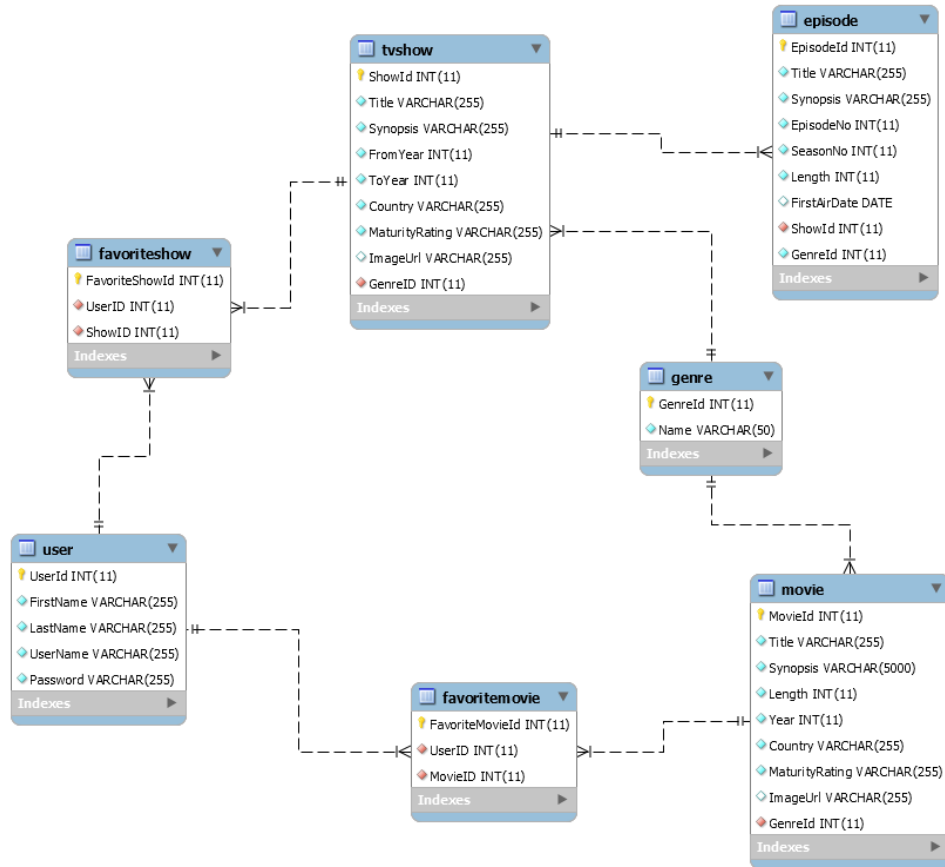 tvshow
ShowId INT(11)
Title VARCHAR(255)
Synopsis VARCHAR(255)
FromYear INT(11)
ToYear INT(11)
Country VARCHAR(255)
MaturityRating VARCHAR(255)
ImageUrl VARCHAR(255)
GenreID INT(11)
Indexes
episode
EpisodeId INT(11)
Title VARCHAR(255)
Synopsis VARCHAR(255)
EpisodeNo INT(11)
SeasonNo INT(11)
Length INT(11)
FirstAirDate DATE
ShowId INT(11)
GenreId INT(11)
Indexes
favoriteshow
FavoriteShowId INT(11)
UserID INT(11)
ShowID INT(11)
Indexes
genre
GenreId INT(11)
Name VARCHAR(50)
Indexes
user
UserId INT(11)
FirstName VARCHAR(255)
LastName VARCHAR(255)
UserName VARCHAR(255)
Password VARCHAR(255)
Indexes
favoritemovie
FavoriteMovieId INT(11)
UserID INT(11)
MovieID INT(11)
Indexes
movie
MovieId INT(11)
Title VARCHAR(255)
Synopsis VARCHAR(5000)
Length INT(11)
Year INT(11)
Country VARCHAR(255)
MaturityRating VARCHAR(255)
ImageUrl VARCHAR(255)
GenreId INT(11)
Indexes